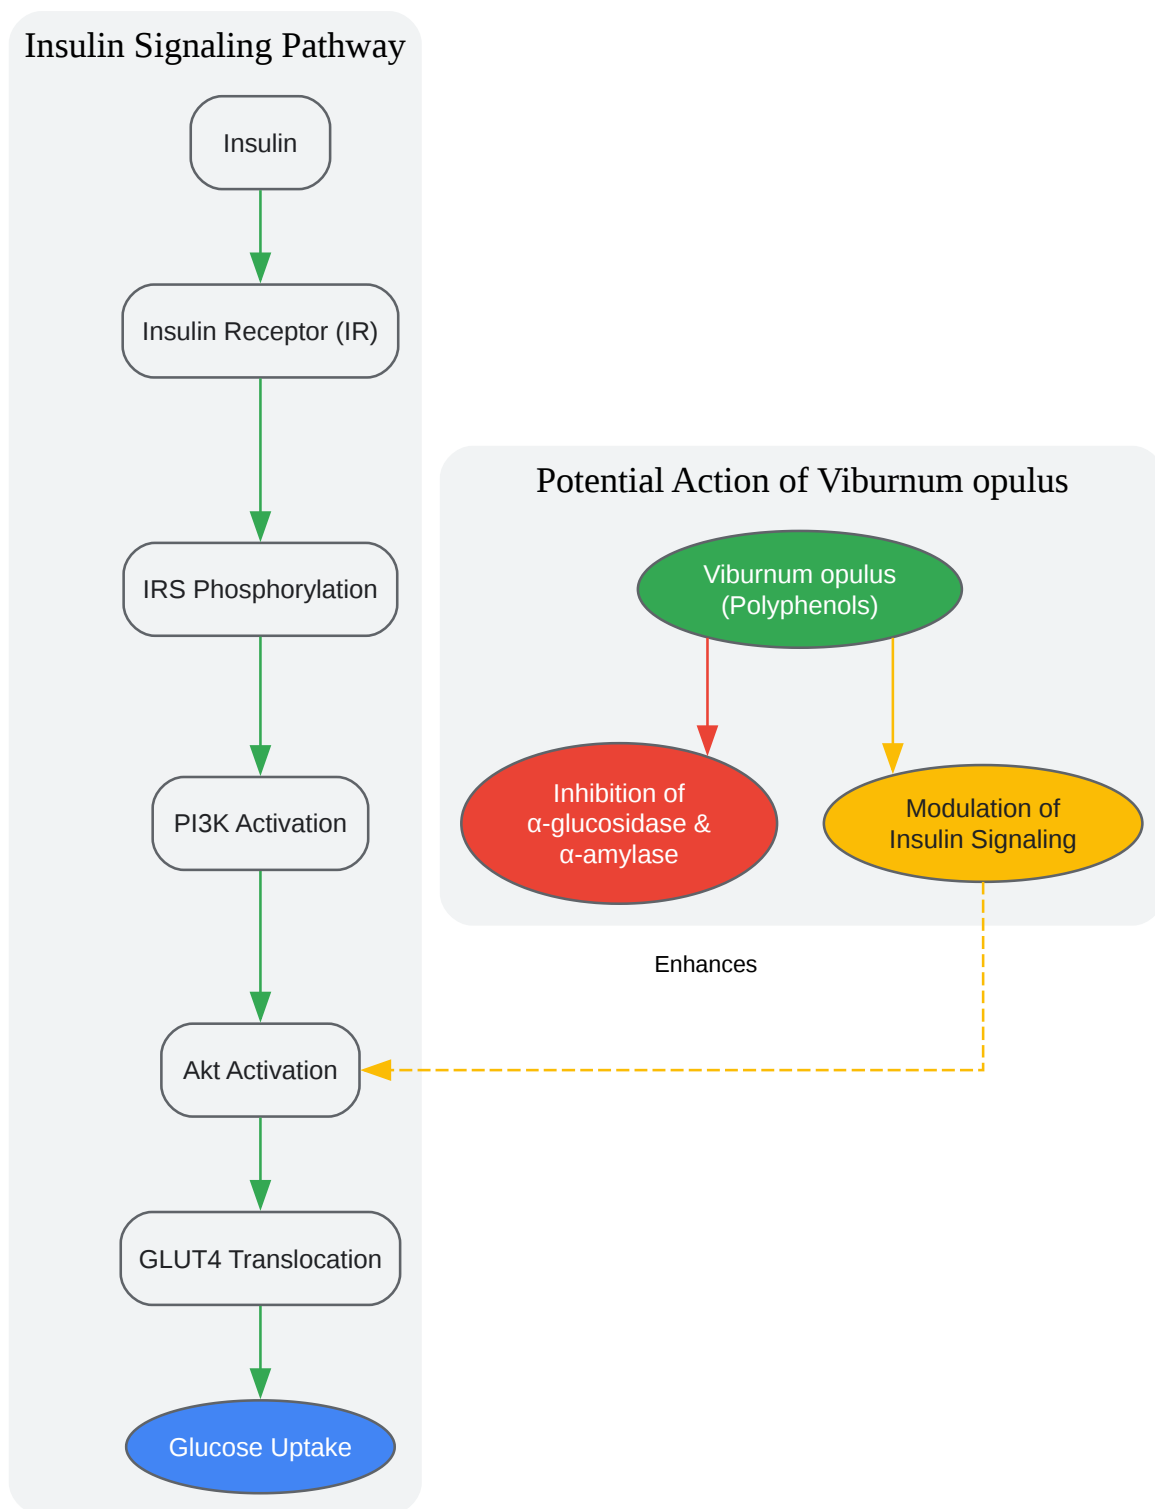 Insulin Signaling Pathway
Insulin
Insulin Receptor (IR)
IRS Phosphorylation
PI3K Activation
Akt Activation
GLUT4 Translocation
Glucose Uptake
Potential Action of Viburnum opulus
Viburnum opulus
(Polyphenols)
Inhibition of
α-glucosidase &
α-amylase
Modulation of
Insulin Signaling
Enhances